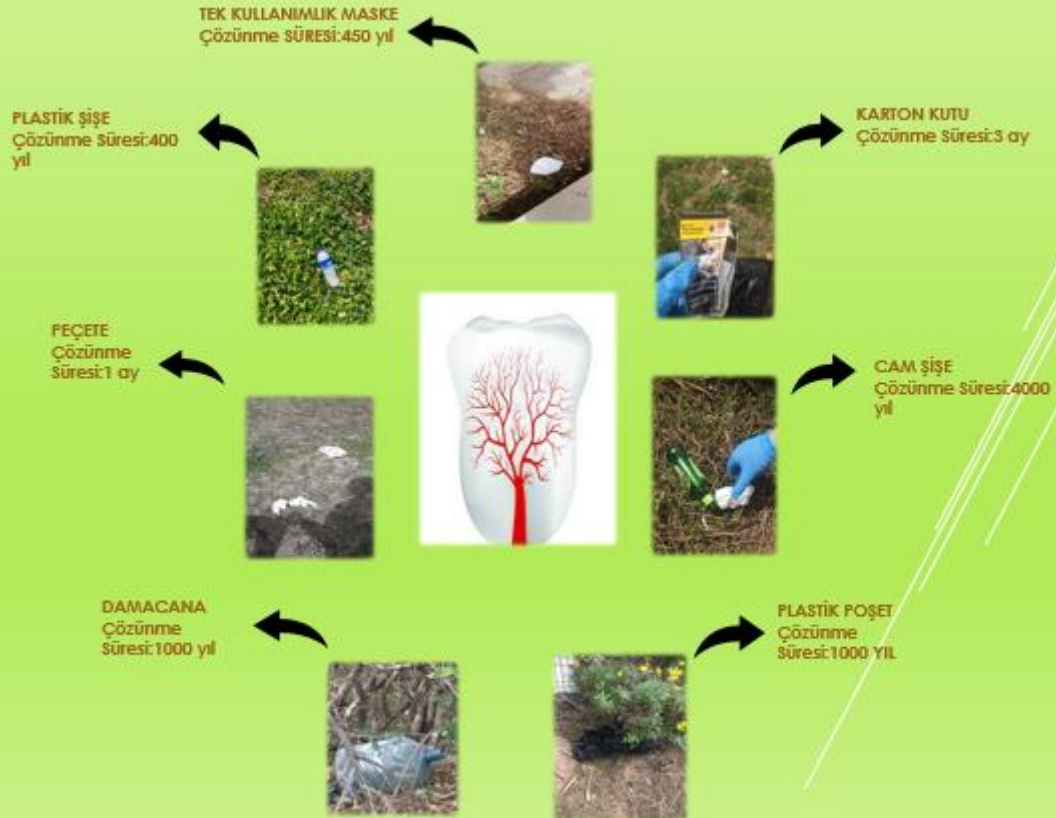 TEK KULLANIMLIK MASKE
Çözünme SÜRESİ:450 yıl
PLASTİK ŞİŞE
Çözünme Süresi:400
yıl
KARTON KUTU
Çözünme Süresi:3 ay
PEÇETE
Çözünme
Süresi:1 ay
CAM ŞİŞE
Çözünme Süresi:4000
yıl
DAMACANA
Çözünme
Süresi:1000 yıl
PLASTİK POŞET
Çözünme
Süresi:1000 YIL